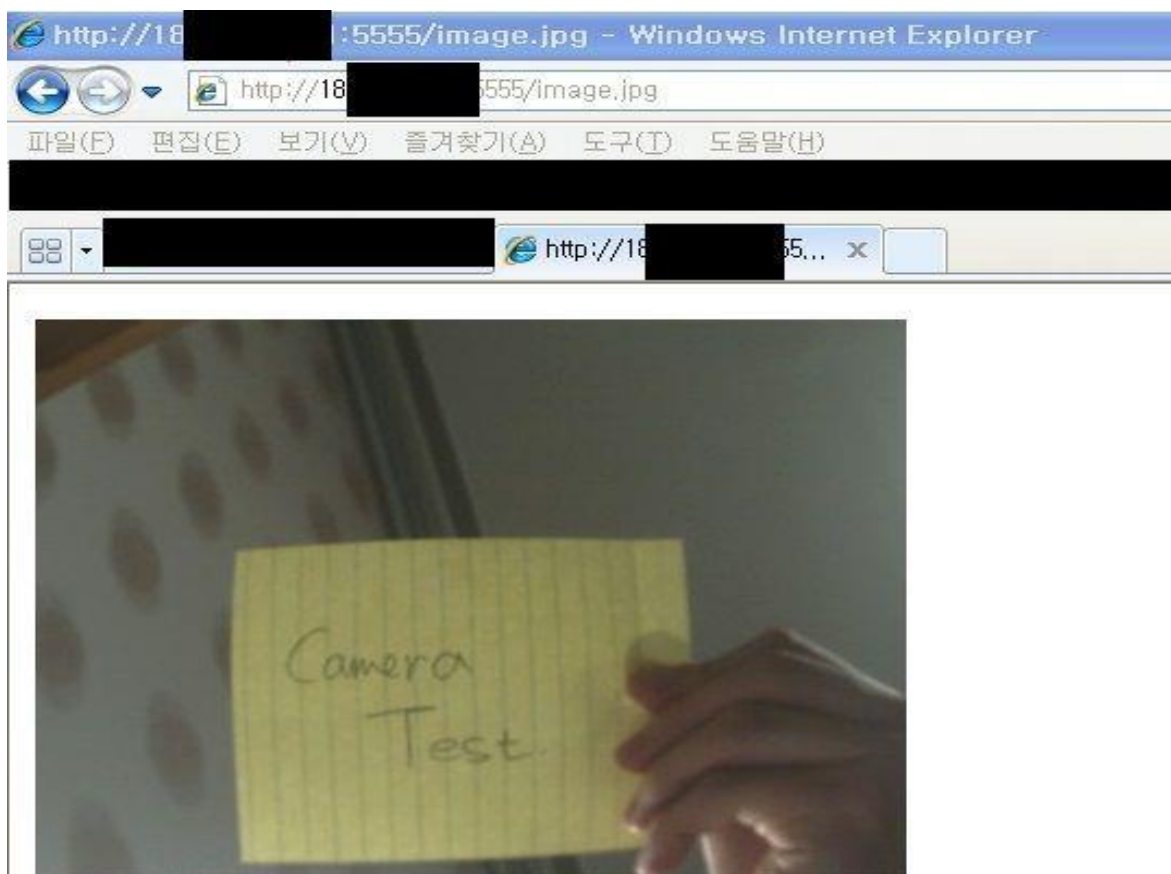 http://18 :5555/image.jpg - Windows Internet Explorer
http://18 5555/image.jpg
파일(F) 편집(E) 보기(V) 즐겨찾기(A) 도구(T) 도움말(H)
http://18 55...
Camera
Test.